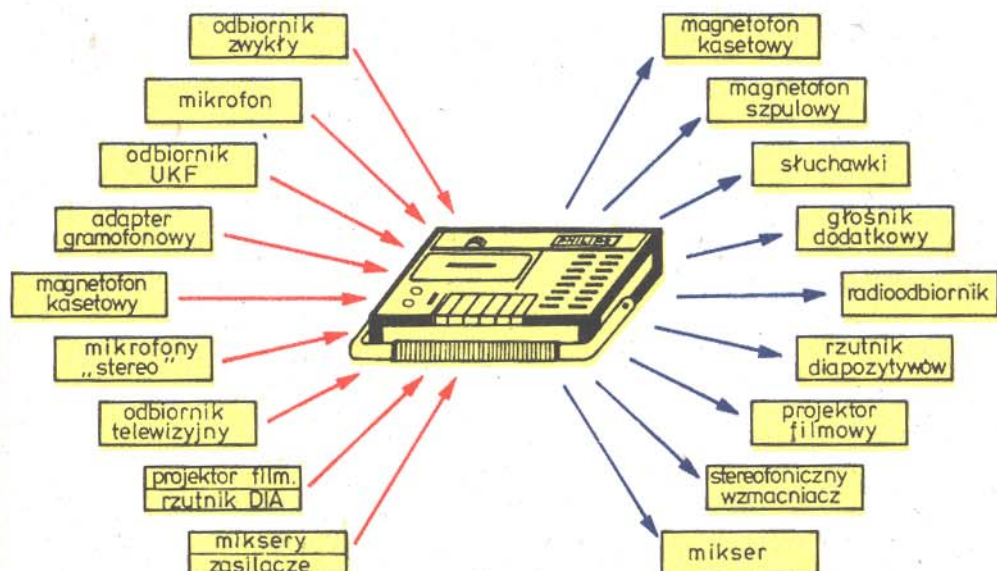 odbiornik
zwykły
mikrofon
odbiornik
UKF
adapter
gramofonowy
magnetofon
kasetowy
mikrofony
„stereo”
odbiornik
telewizyjny
projektor film.
rzutnik DIA
miksery
zasilacze
PHILIPS
magnetofon
kasetowy
magnetofon
szpulowy
słuchawki
głośnik
dodatkowy
radioodbiornik
rzutnik
diapozytywów
projektor
filmowy
stereofoniczny
wzmacniacz
mikser